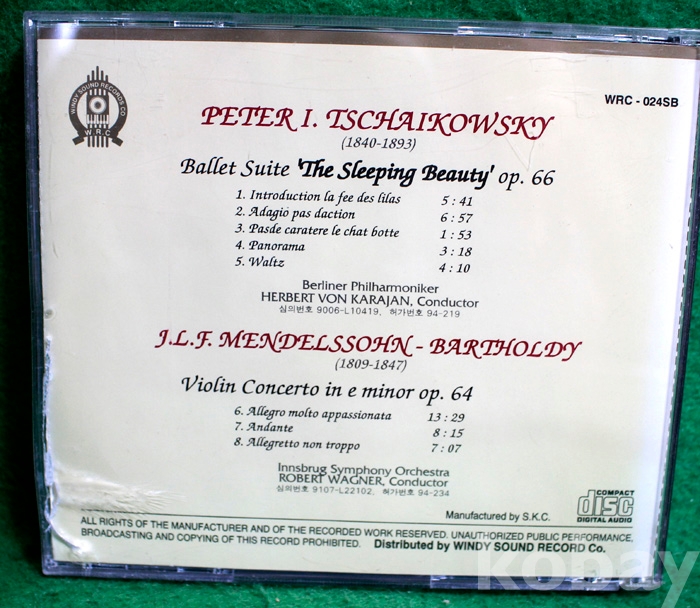 WINDY SOUND RECORDS CO
W.R.C
WRC - 024SB
PETER I. TSCHAIKOWSKY
(1840-1893)
Ballet Suite 'The Sleeping Beauty' op. 66
1. Introduction la fee des lilas 5 : 41
2. Adagio pas daction 6 : 57
3. Pasde caratere le chat botte 1 : 53
4. Panorama 3 : 18
5. Waltz 4 : 10
Berliner Philharmoniker
HERBERT VON KARAJAN, Conductor
심의번호 9006-L10419, 허가번호 94-219
J.L.F. MENDELSSOHN - BARTHOLDY
(1809-1847)
Violin Concerto in e minor op. 64
6. Allegro molto appassionata 13 : 29
7. Andante 8 : 15
8. Allegretto non troppo 7 : 07
Innsbrug Symphony Orchestra
ROBERT WAGNER, Conductor
심의번호 9107-L22102, 허가번호 94-234
Manufactured by S.K.C.
COMPACT
disc
DIGITAL AUDIO
ALL RIGHTS OF THE MANUFACTURER AND OF THE RECORDED WORK RESERVED. UNAUTHORIZED PUBLIC PERFORMANCE,
BROADCASTING AND COPYING OF THIS RECORD PROHIBITED. Distributed by WINDY SOUND RECORD Co.
kobay